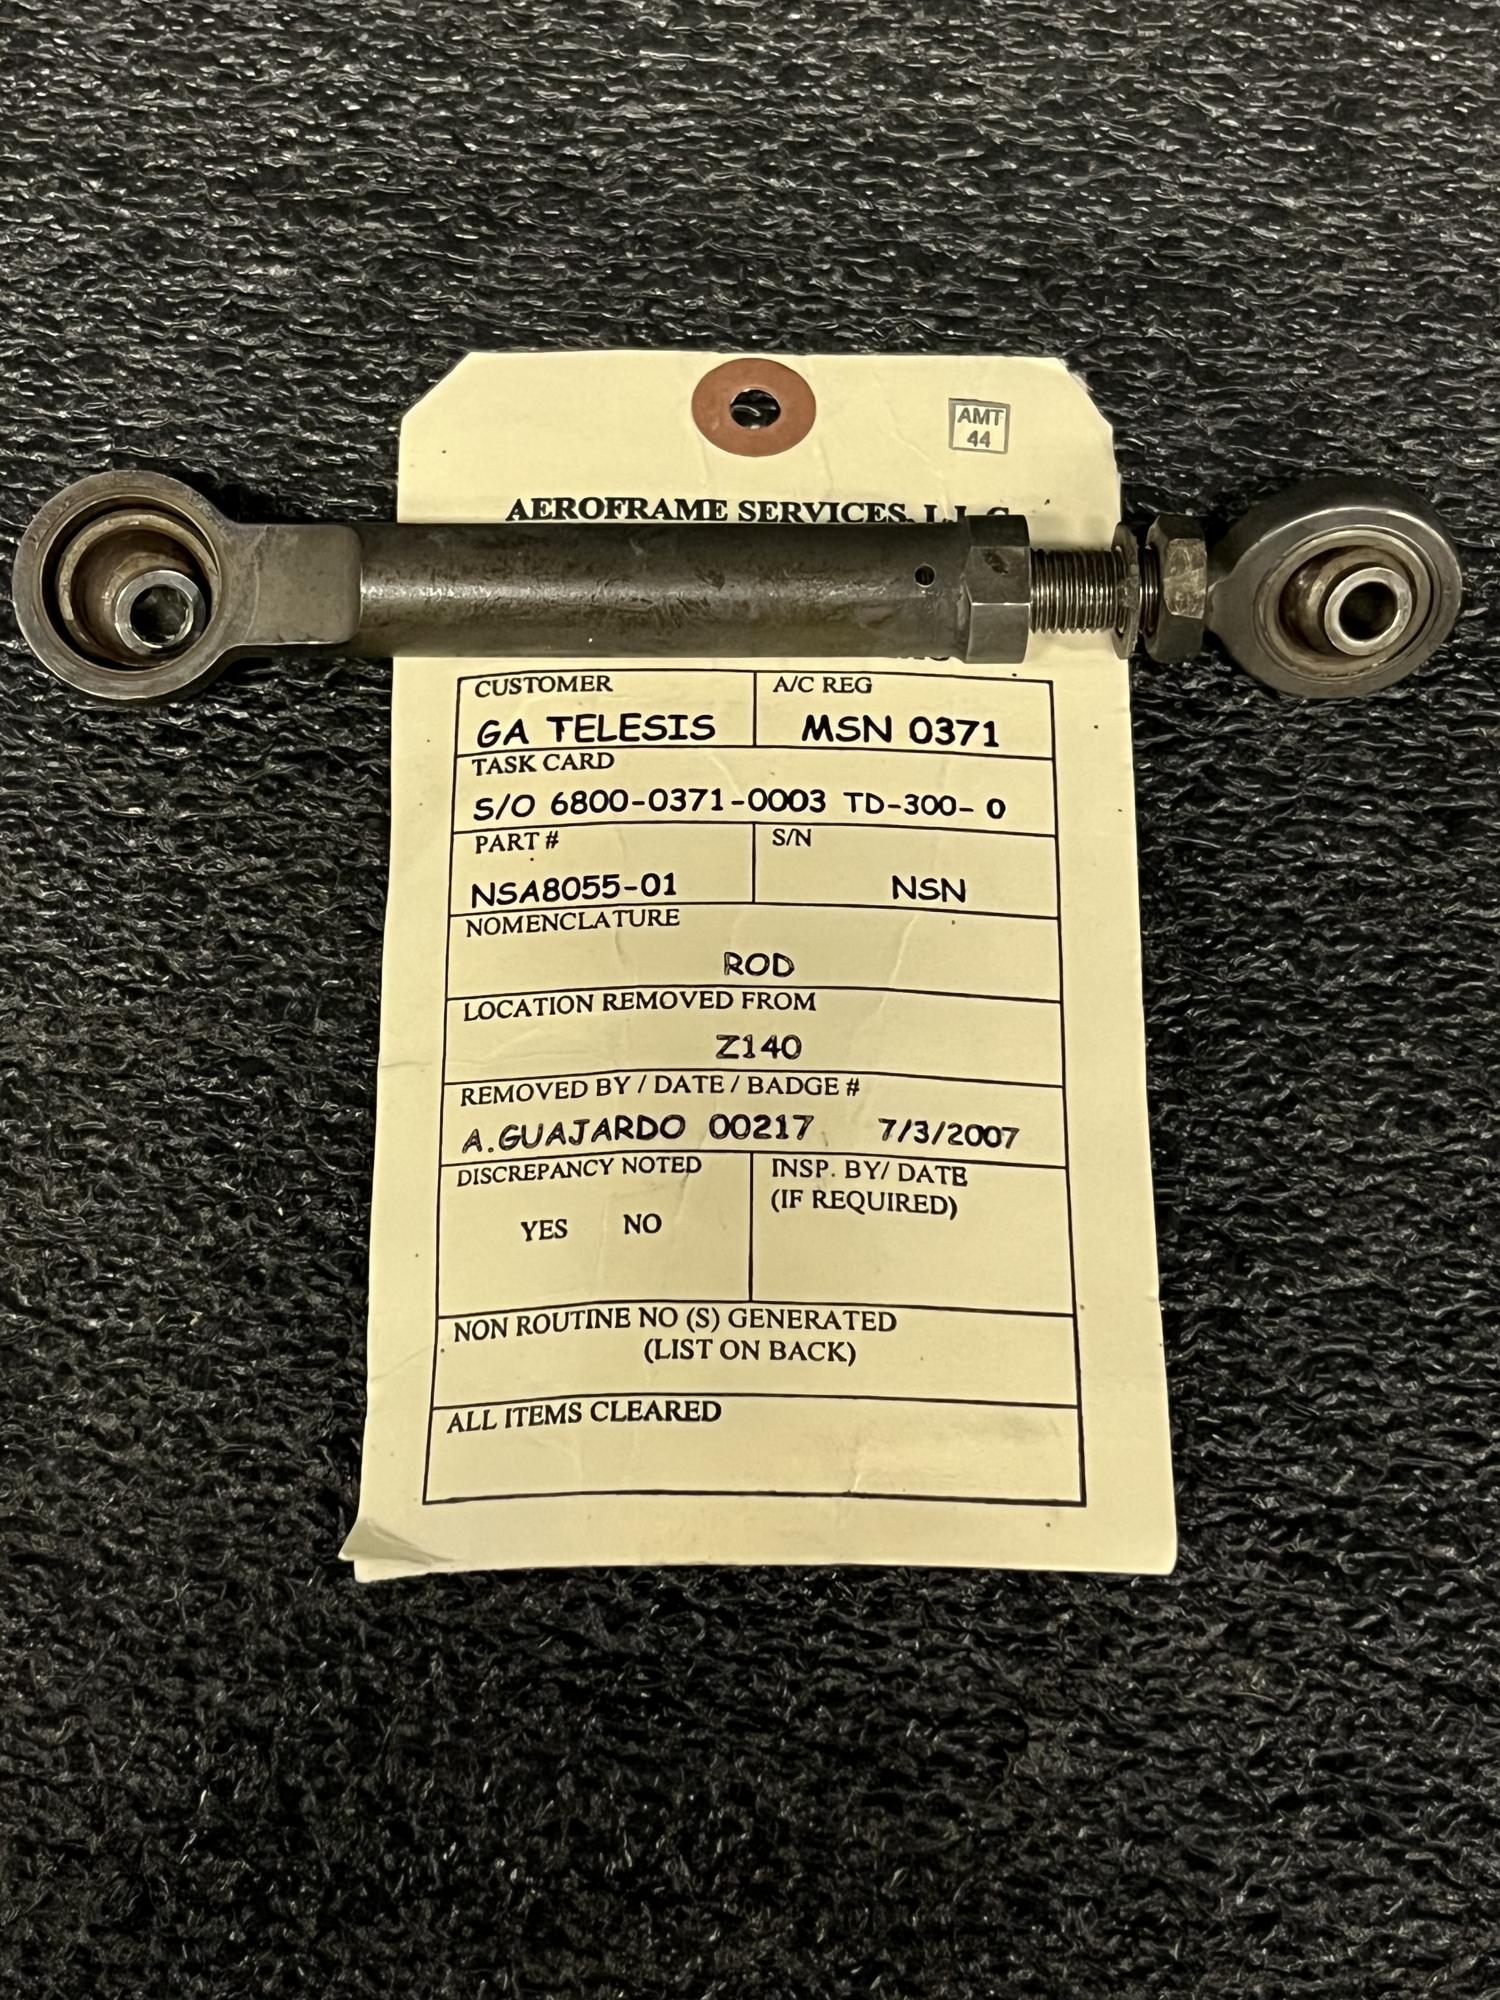 AMT
44
AEROFRAME SERVICES, L.L.C.
CUSTOMER A/C REG
GA TELESIS MSN 0371
TASK CARD
S/O 6800-0371-0003 TD-300- 0
PART # S/N
NSA8055-01 NSN
NOMENCLATURE
ROD
LOCATION REMOVED FROM
Z140
REMOVED BY / DATE / BADGE #
A.GUAJARDO 00217 7/3/2007
DISCREPANCY NOTED INSP. BY/ DATE
(IF REQUIRED)
YES NO
NON ROUTINE NO (S) GENERATED
(LIST ON BACK)
ALL ITEMS CLEARED